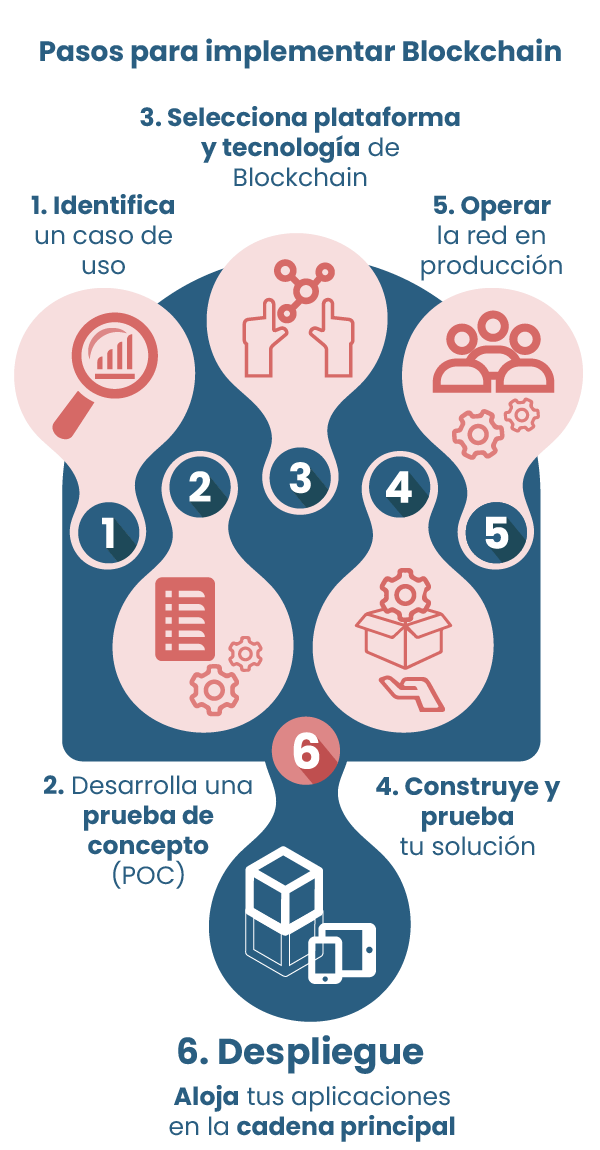 Pasos para implementar Blockchain
3. Selecciona plataforma
y tecnología de
Blockchain
1. Identifica
un caso de
uso
5. Operar
la red en
producción
1
2
3
4
5
6
2. Desarrolla una
prueba de
concepto
(POC)
4. Construye y
prueba
tu solución
6. Despliegue
Aloja tus aplicaciones
en la cadena principal